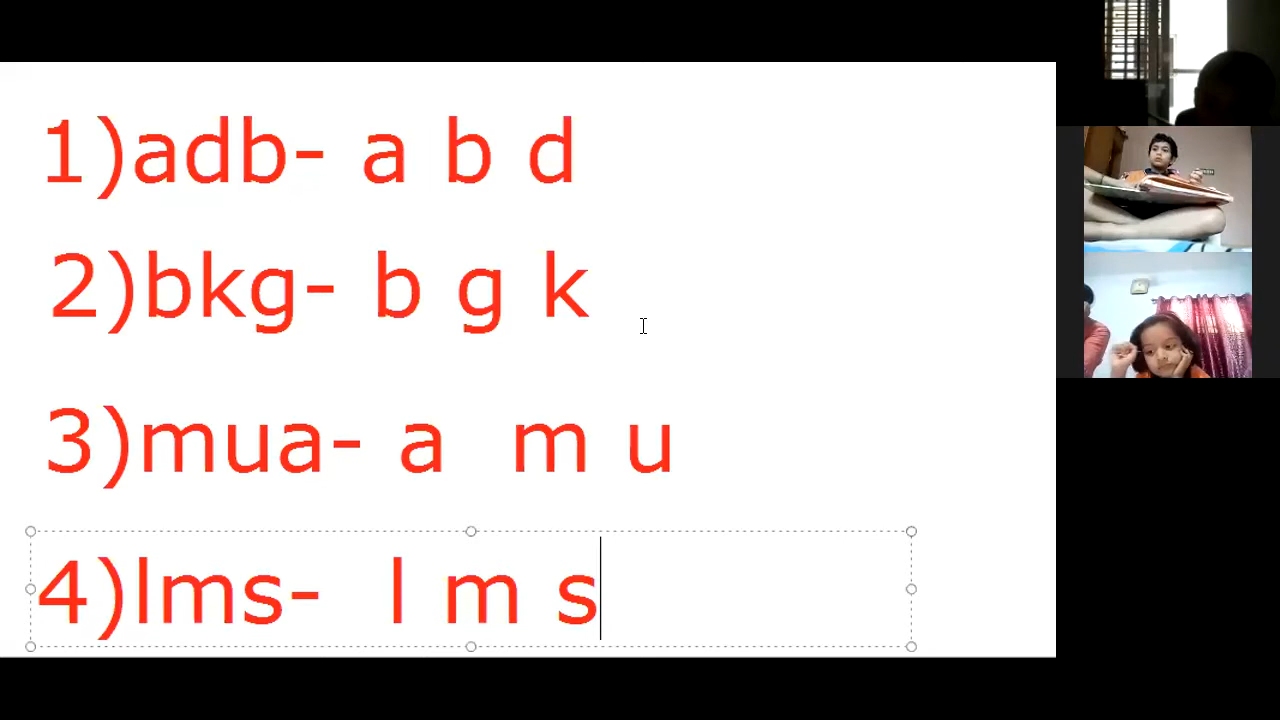 1)adb- a b d
2)bkg- b g k
3)mua- a m u
4)lms- l m s